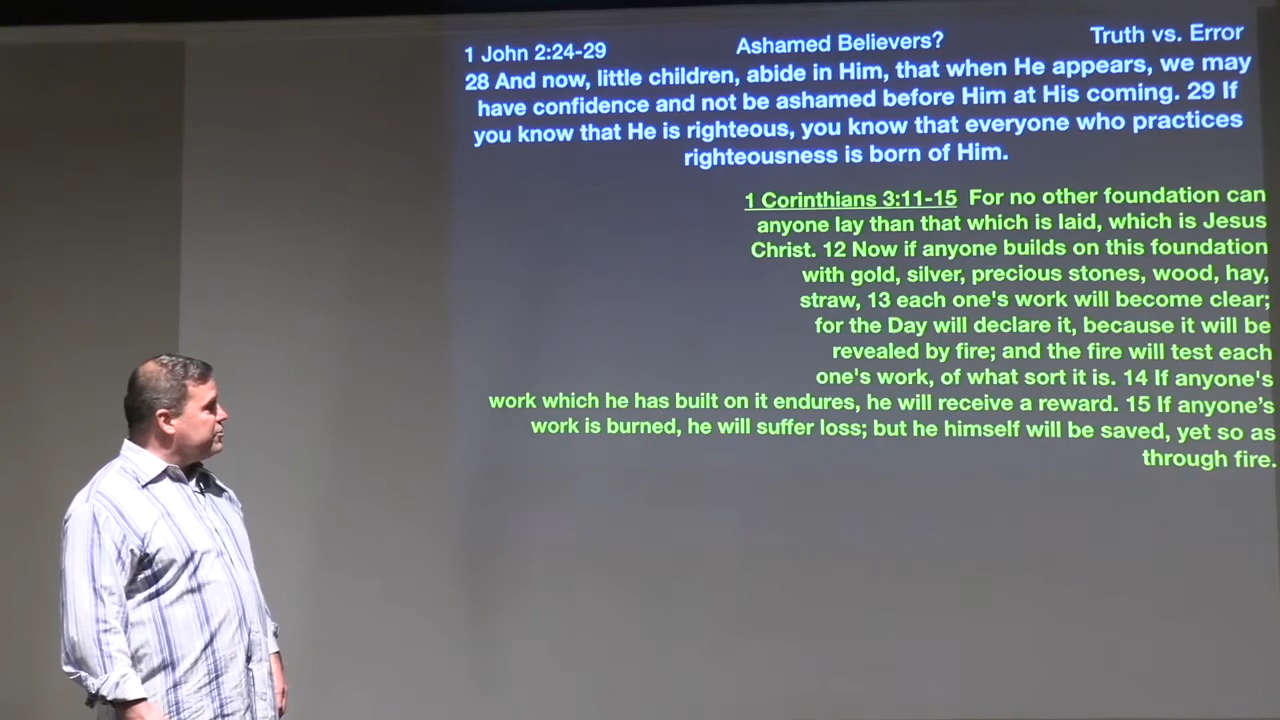 1 John 2:24-29 Ashamed Believers? Truth vs. Error
28 And now, little children, abide in Him, that when He appears, we may
have confidence and not be ashamed before Him at His coming. 29 If
you know that He is righteous, you know that everyone who practices
righteousness is born of Him.
1 Corinthians 3:11-15 For no other foundation can
anyone lay than that which is laid, which is Jesus
Christ. 12 Now if anyone builds on this foundation
with gold, silver, precious stones, wood, hay,
straw, 13 each one's work will become clear;
for the Day will declare it, because it will be
revealed by fire; and the fire will test each
one's work, of what sort it is. 14 If anyone's
work which he has built on it endures, he will receive a reward. 15 If anyone’s
work is burned, he will suffer loss; but he himself will be saved, yet so as
through fire.